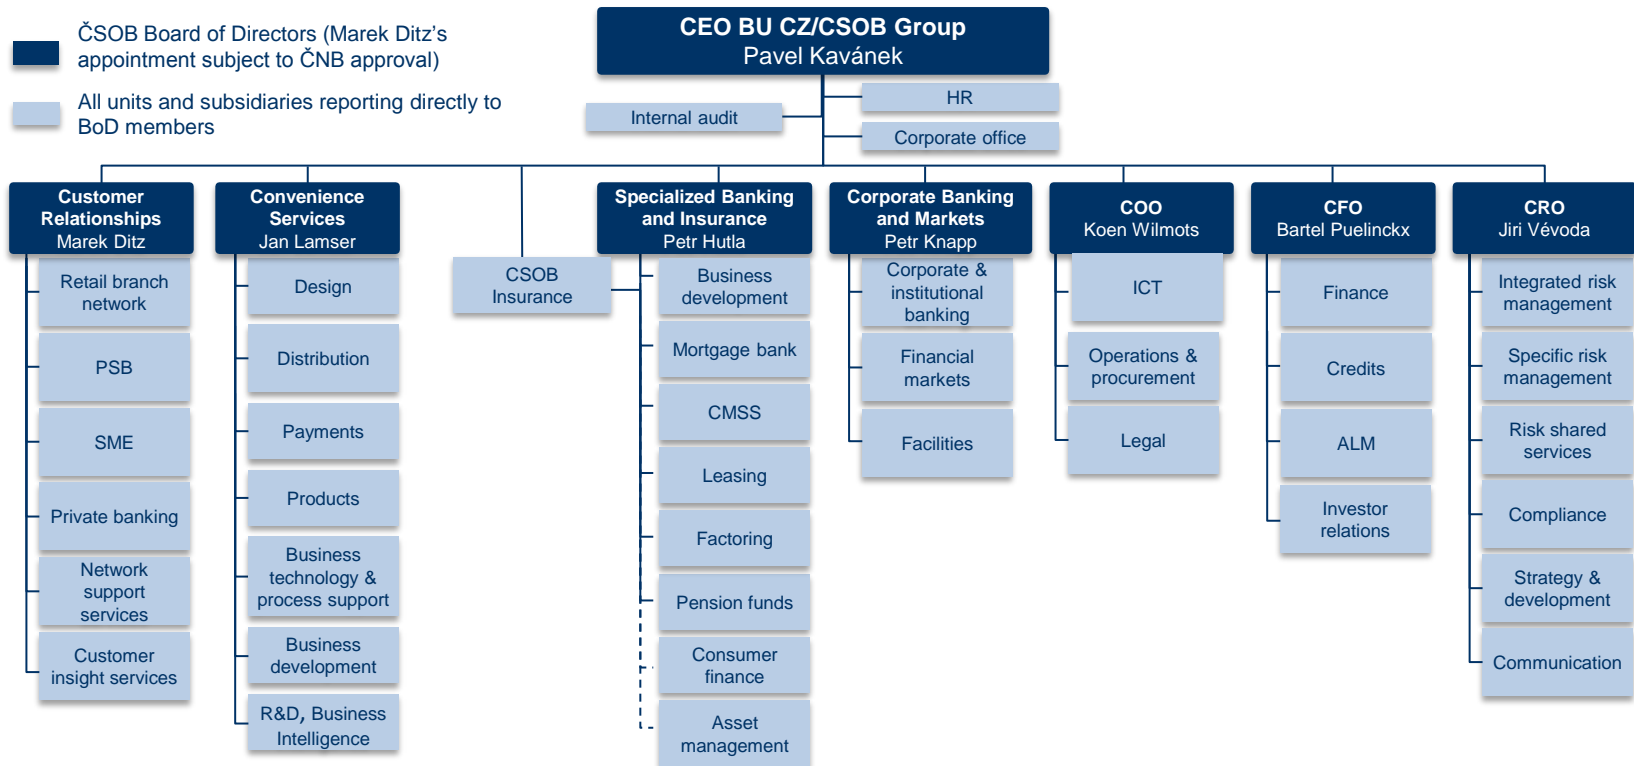 ČSOB Board of Directors (Marek Ditz's
appointment subject to ČNB approval)
All units and subsidiaries reporting directly to
BoD members
CEO BU CZ/CSOB Group
Pavel Kavánek
Internal audit
HR
Corporate office
Customer
Relationships
Marek Ditz
Retail branch
network
PSB
SME
Private banking
Network
support
services
Customer
insight services
Convenience
Services
Jan Lamser
Design
Distribution
Payments
Products
Business
technology &
process support
Business
development
R&D, Business
Intelligence
CSOB
Insurance
Specialized Banking
and Insurance
Petr Hutla
Business
development
Mortgage bank
CMSS
Leasing
Factoring
Pension funds
Consumer
finance
Asset
management
Corporate Banking
and Markets
Petr Knapp
Corporate &
institutional
banking
Financial
markets
Facilities
COO
Koen Wilmots
ICT
Operations &
procurement
Legal
CFO
Bartel Puelinckx
Finance
Credits
ALM
Investor
relations
CRO
Jiri Vévoda
Integrated risk
management
Specific risk
management
Risk shared
services
Compliance
Strategy &
development
Communication